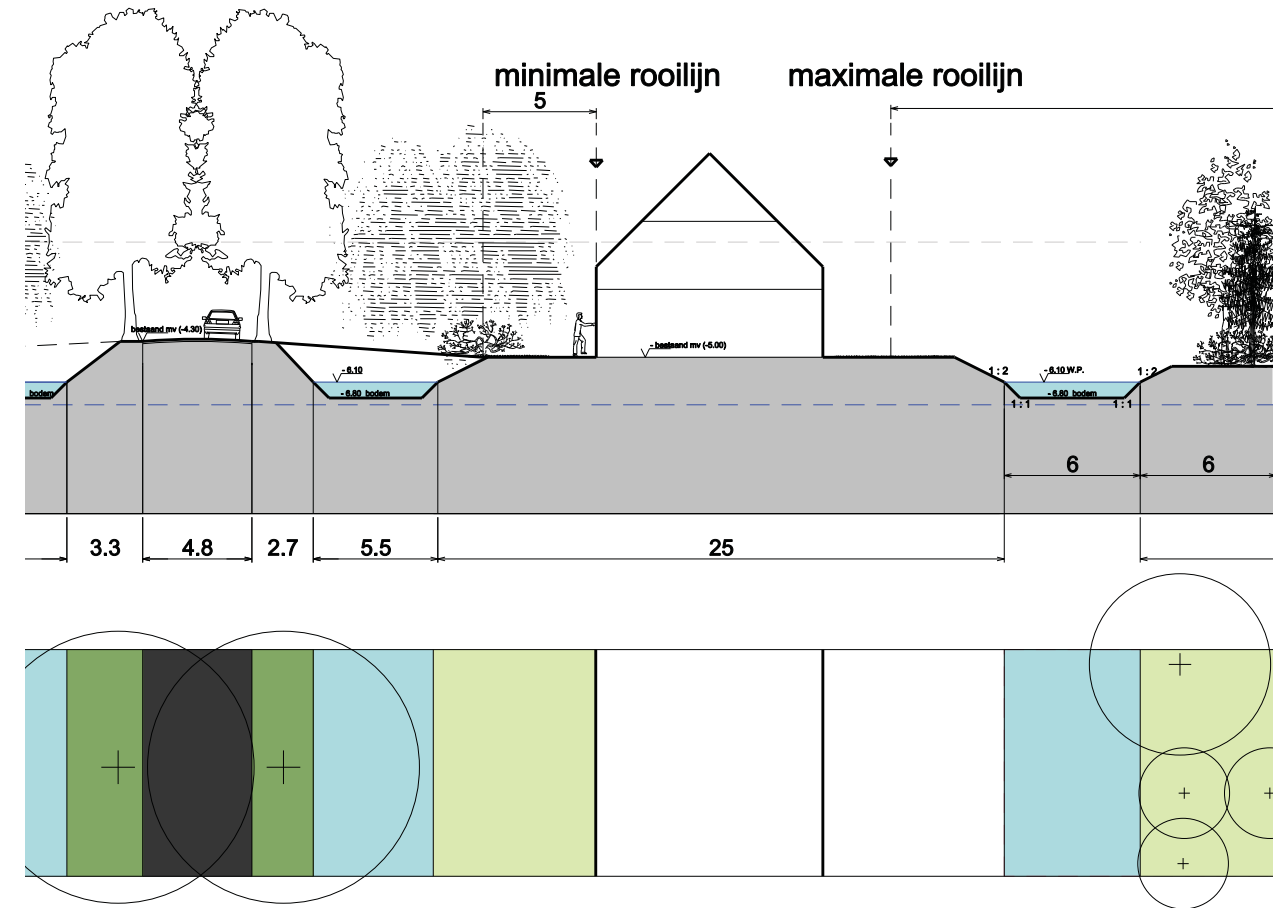 minimale rooilijn maximale rooilijn
5
bestaand mv (-4.30)
- bestaand mv (-5.00)
- 6.10
1 : 2
- 6.10 W.P.
1 : 2
bodem
- 6.80 bodem
- 6.80 bodem
1 : 1
1 : 1
6
6
3.3
4.8
2.7
5.5
25